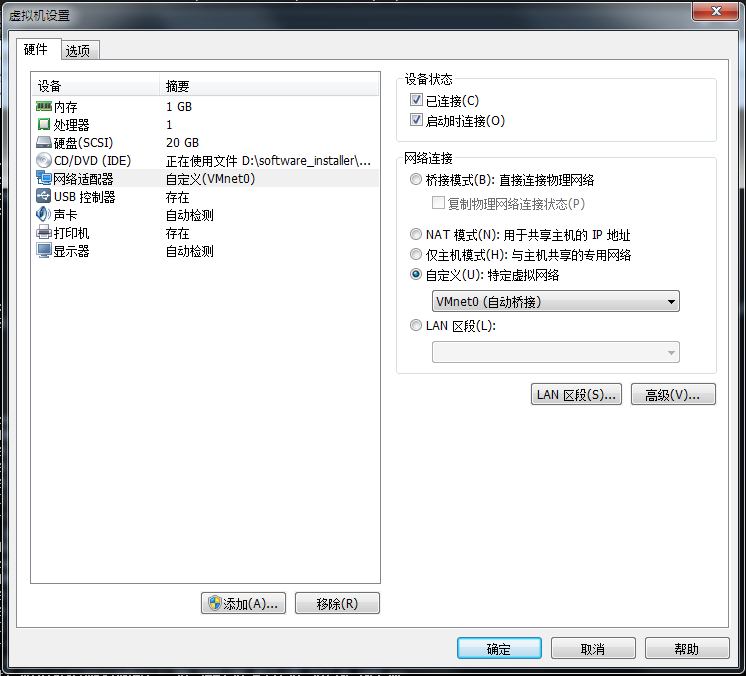 虚拟机设置
硬件 选项
设备 摘要
内存 1 GB
处理器 1
硬盘(SCSI) 20 GB
CD/DVD (IDE) 正在使用文件 D:\software_installer\...
网络适配器 自定义(VMnet0)
USB 控制器 存在
声卡 自动检测
打印机 存在
显示器 自动检测
添加(A)... 移除(R)
设备状态
已连接(C)
启动时连接(O)
网络连接
桥接模式(B): 直接连接物理网络
复制物理网络连接状态(P)
NAT 模式(N): 用于共享主机的 IP 地址
仅主机模式(H): 与主机共享的专用网络
自定义(U): 特定虚拟网络
VMnet0 (自动桥接)
LAN 区段(L):
LAN 区段(S)... 高级(V)...
确定 取消 帮助